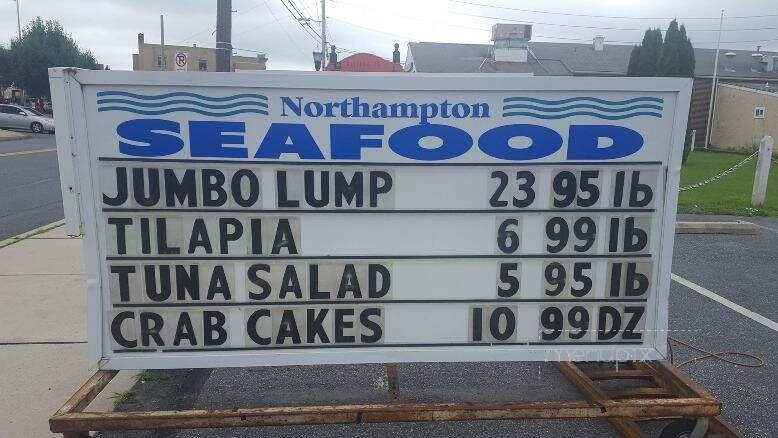 Northampton
SEAFOOD
JUMBO LUMP 23 95 lb
TILAPIA 6 99 lb
TUNA SALAD 5 95 lb
CRAB CAKES 10 99 DZ
menupix